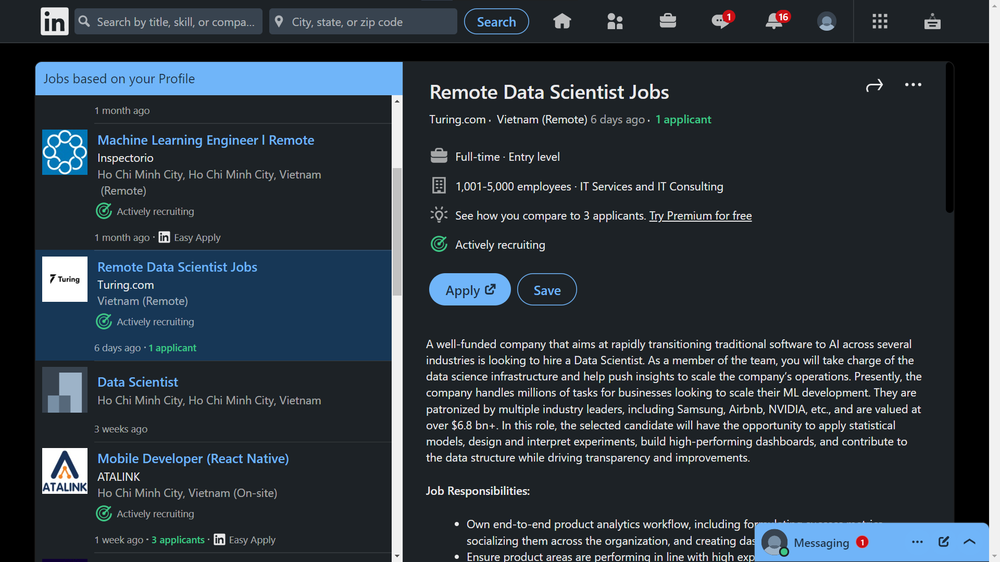 in
Search by title, skill, or compa...
City, state, or zip code
Search
1
16
Jobs based on your Profile
1 month ago
Machine Learning Engineer l Remote
Inspectorio
Ho Chi Minh City, Ho Chi Minh City, Vietnam
(Remote)
Actively recruiting
1 month ago · in Easy Apply
Turing
Remote Data Scientist Jobs
Turing.com
Vietnam (Remote)
Actively recruiting
6 days ago · 1 applicant
Data Scientist
Ho Chi Minh City, Ho Chi Minh City, Vietnam
3 weeks ago
ATALINK
Mobile Developer (React Native)
ATALINK
Ho Chi Minh City, Vietnam (On-site)
Actively recruiting
1 week ago · 3 applicants · in Easy Apply
Remote Data Scientist Jobs
Turing.com · Vietnam (Remote) 6 days ago · 1 applicant
Full-time · Entry level
1,001-5,000 employees · IT Services and IT Consulting
See how you compare to 3 applicants. Try Premium for free
Actively recruiting
Apply
Save
A well-funded company that aims at rapidly transitioning traditional software to AI across several
industries is looking to hire a Data Scientist. As a member of the team, you will take charge of the
data science infrastructure and help push insights to scale the company’s operations. Presently, the
company handles millions of tasks for businesses looking to scale their ML development. They are
patronized by multiple industry leaders, including Samsung, Airbnb, NVIDIA, etc., and are valued at
over $6.8 bn+. In this role, the selected candidate will have the opportunity to apply statistical
models, design and interpret experiments, build high-performing dashboards, and contribute to
the data structure while driving transparency and improvements.
Job Responsibilities:
• Own end-to-end product analytics workflow, including formulating success metrics,
socializing them across the organization, and creating das
• Ensure product areas are performing in line with high exp
Messaging 1